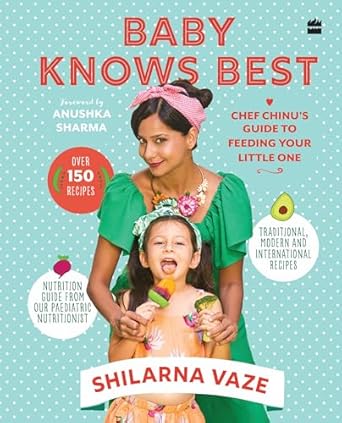 BABY
KNOWS BEST
Foreword by
ANUSHKA
SHARMA
CHEF CHINU'S
GUIDE TO
FEEDING YOUR
LITTLE ONE
OVER
150
RECIPES
TRADITIONAL,
MODERN AND
INTERNATIONAL
RECIPES
NUTRITION
GUIDE FROM
OUR PAEDIATRIC
NUTRITIONIST
SHILARNA VAZE